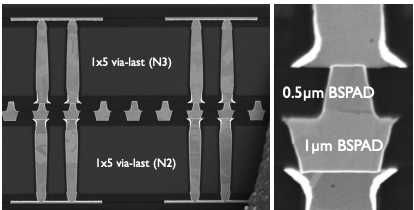 1x5 via-last (N3)
1x5 via-last (N2)
0.5μm BSPAD
1μm BSPAD